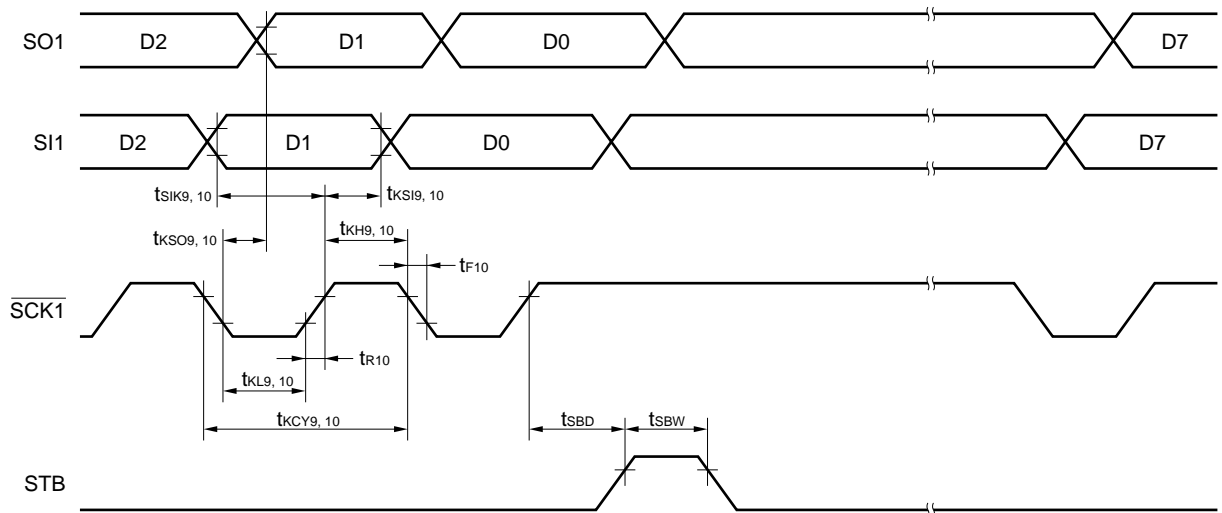 SO1 D2 D1 D0 D7
SI1 D2 D1 D0 D7
tSIK9, 10 tKSI9, 10
tKSO9, 10 tKH9, 10
tF10
SCK1
tR10
tKL9, 10
tKCY9, 10 tSBD tSBW
STB